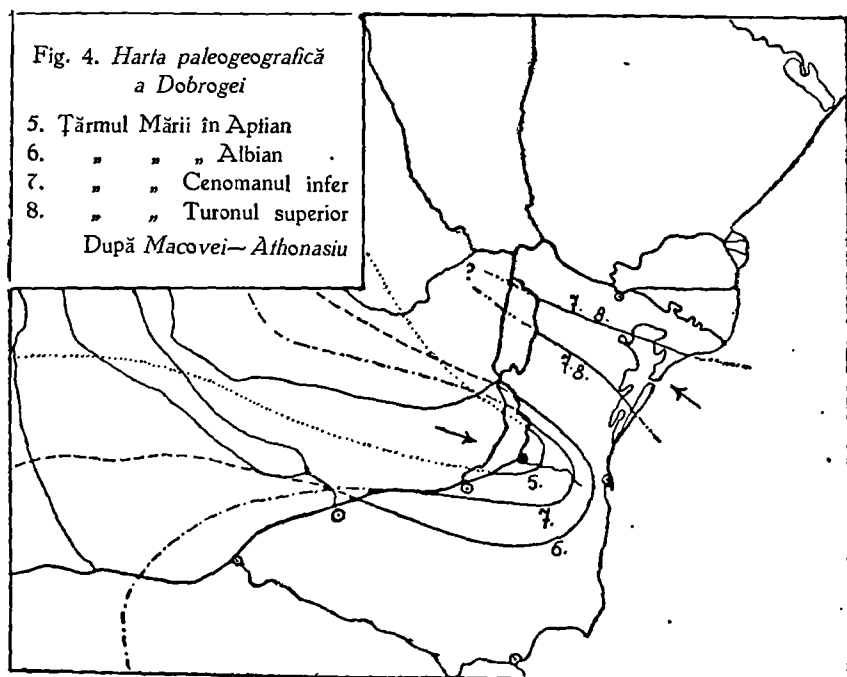 Fig. 4. Harta paleogeografică
a Dobrogei
5. Țărmul Mării în Aptian
6. „ „ „ Albian
7. „ „ Cenomanul infer
8. „ „ Turonul superior
După Macovei—Athonasiu
?
7. 8.
7.8.
5.
7.
6.